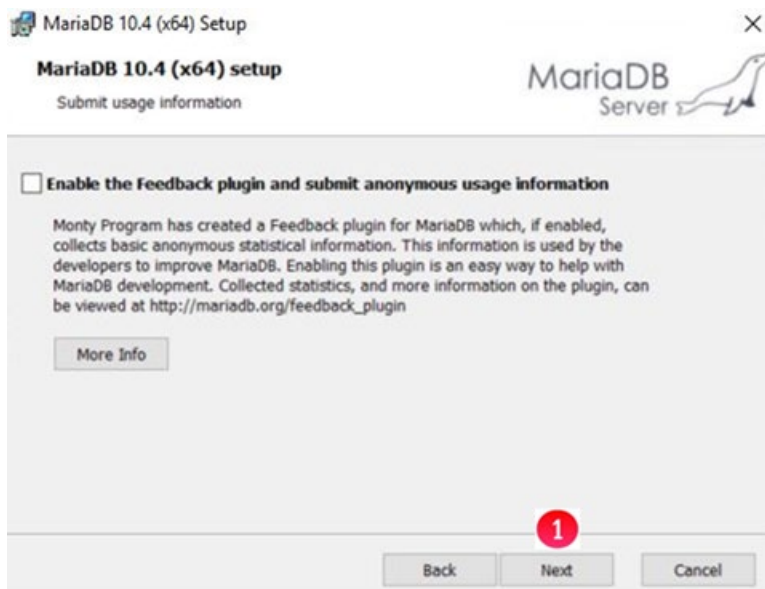 MariaDB 10.4 (x64) Setup
MariaDB 10.4 (x64) setup
Submit usage information
MariaDB
Server
Enable the Feedback plugin and submit anonymous usage information
Monty Program has created a Feedback plugin for MariaDB which, if enabled,
collects basic anonymous statistical information. This information is used by the
developers to improve MariaDB. Enabling this plugin is an easy way to help with
MariaDB development. Collected statistics, and more information on the plugin, can
be viewed at http://mariadb.org/feedback_plugin
More Info
1
Back Next Cancel